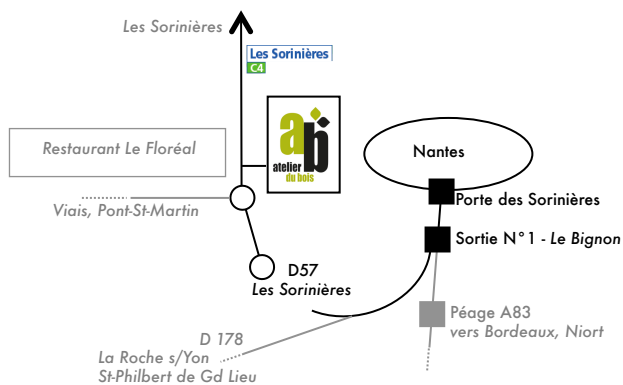 Les Sorinières
Les Sorinières
C4
ab
atelier
du bois
Restaurant Le Floréal
Nantes
Viais, Pont-St-Martin
Porte des Sorinières
Sortie N°1 - Le Bignon
D57
Les Sorinières
Péage A83
vers Bordeaux, Niort
D 178
La Roche s/Yon
St-Philbert de Gd Lieu